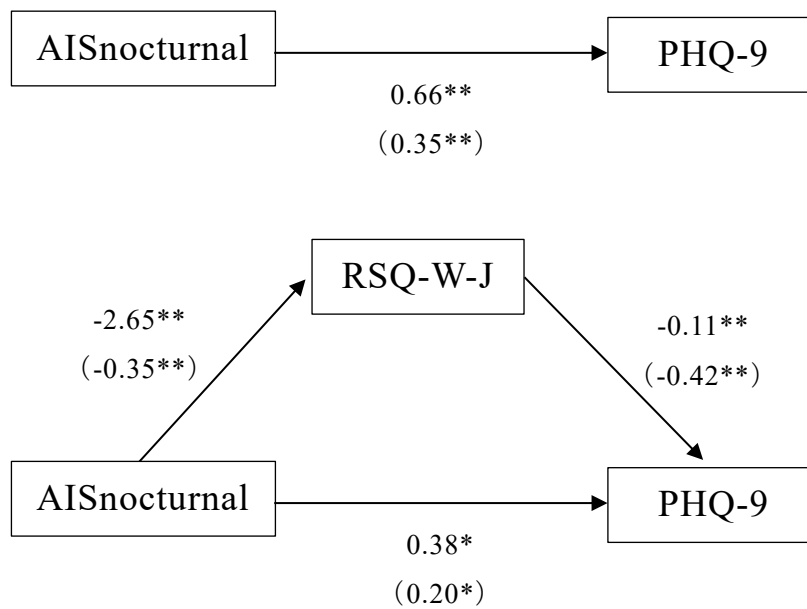 AISnocturnal
PHQ-9
0.66**
（0.35**）
RSQ-W-J
-2.65**
（-0.35**）
-0.11**
（-0.42**）
AISnocturnal
PHQ-9
0.38*
（0.20*）